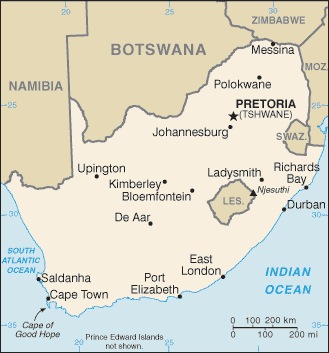 ZIMBABWE
BOTSWANA
Messina
MOZ.
NAMIBIA
Polokwane
25
25
PRETORIA
(TSHWANE)
Johannesburg
SWAZ.
Upington
Kimberley
Bloemfontein
Ladysmith
Richards
Bay
Njesuthi
LES.
30
Durban
30
De Aar
SOUTH
ATLANTIC
OCEAN
Saldanha
Cape Town
Port
Elizabeth
East
London
INDIAN
OCEAN
Cape of
Good Hope
Prince Edward Islands
not shown.
0 100 200 km
0 100 200 mi
35
35